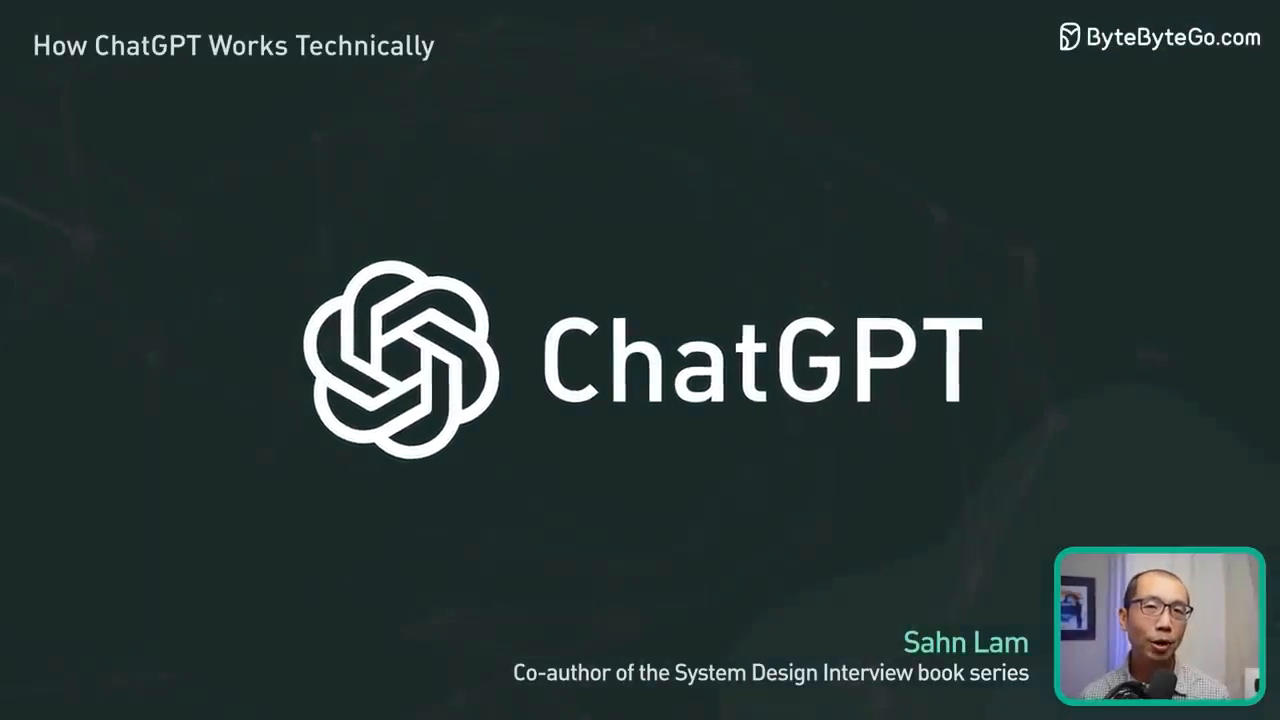 How ChatGPT Works Technically
ByteByteGo.com
ChatGPT
Sahn Lam
Co-author of the System Design Interview book series